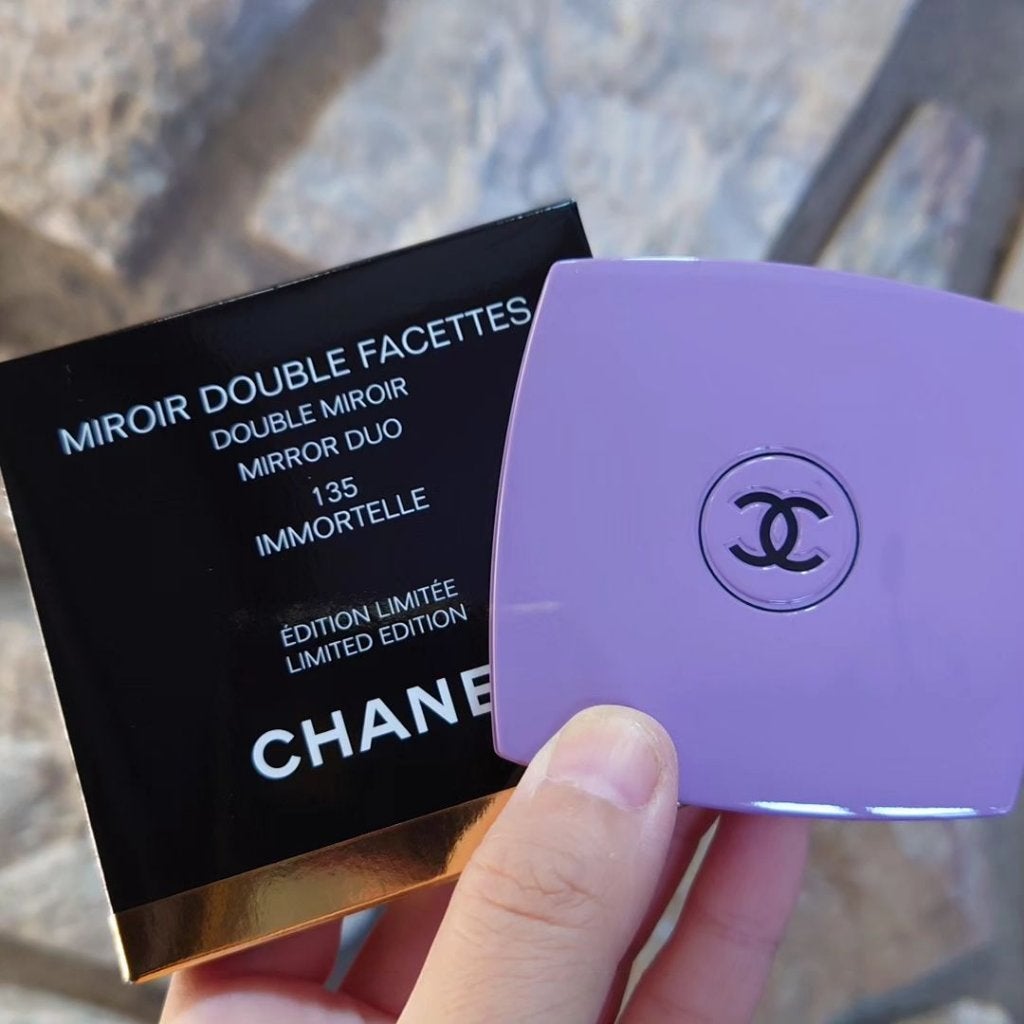 MIROIR DOUBLE FACETTES
DOUBLE MIROIR
MIRROR DUO
135
IMMORTELLE
ÉDITION LIMITÉE
LIMITED EDITION
CHANE